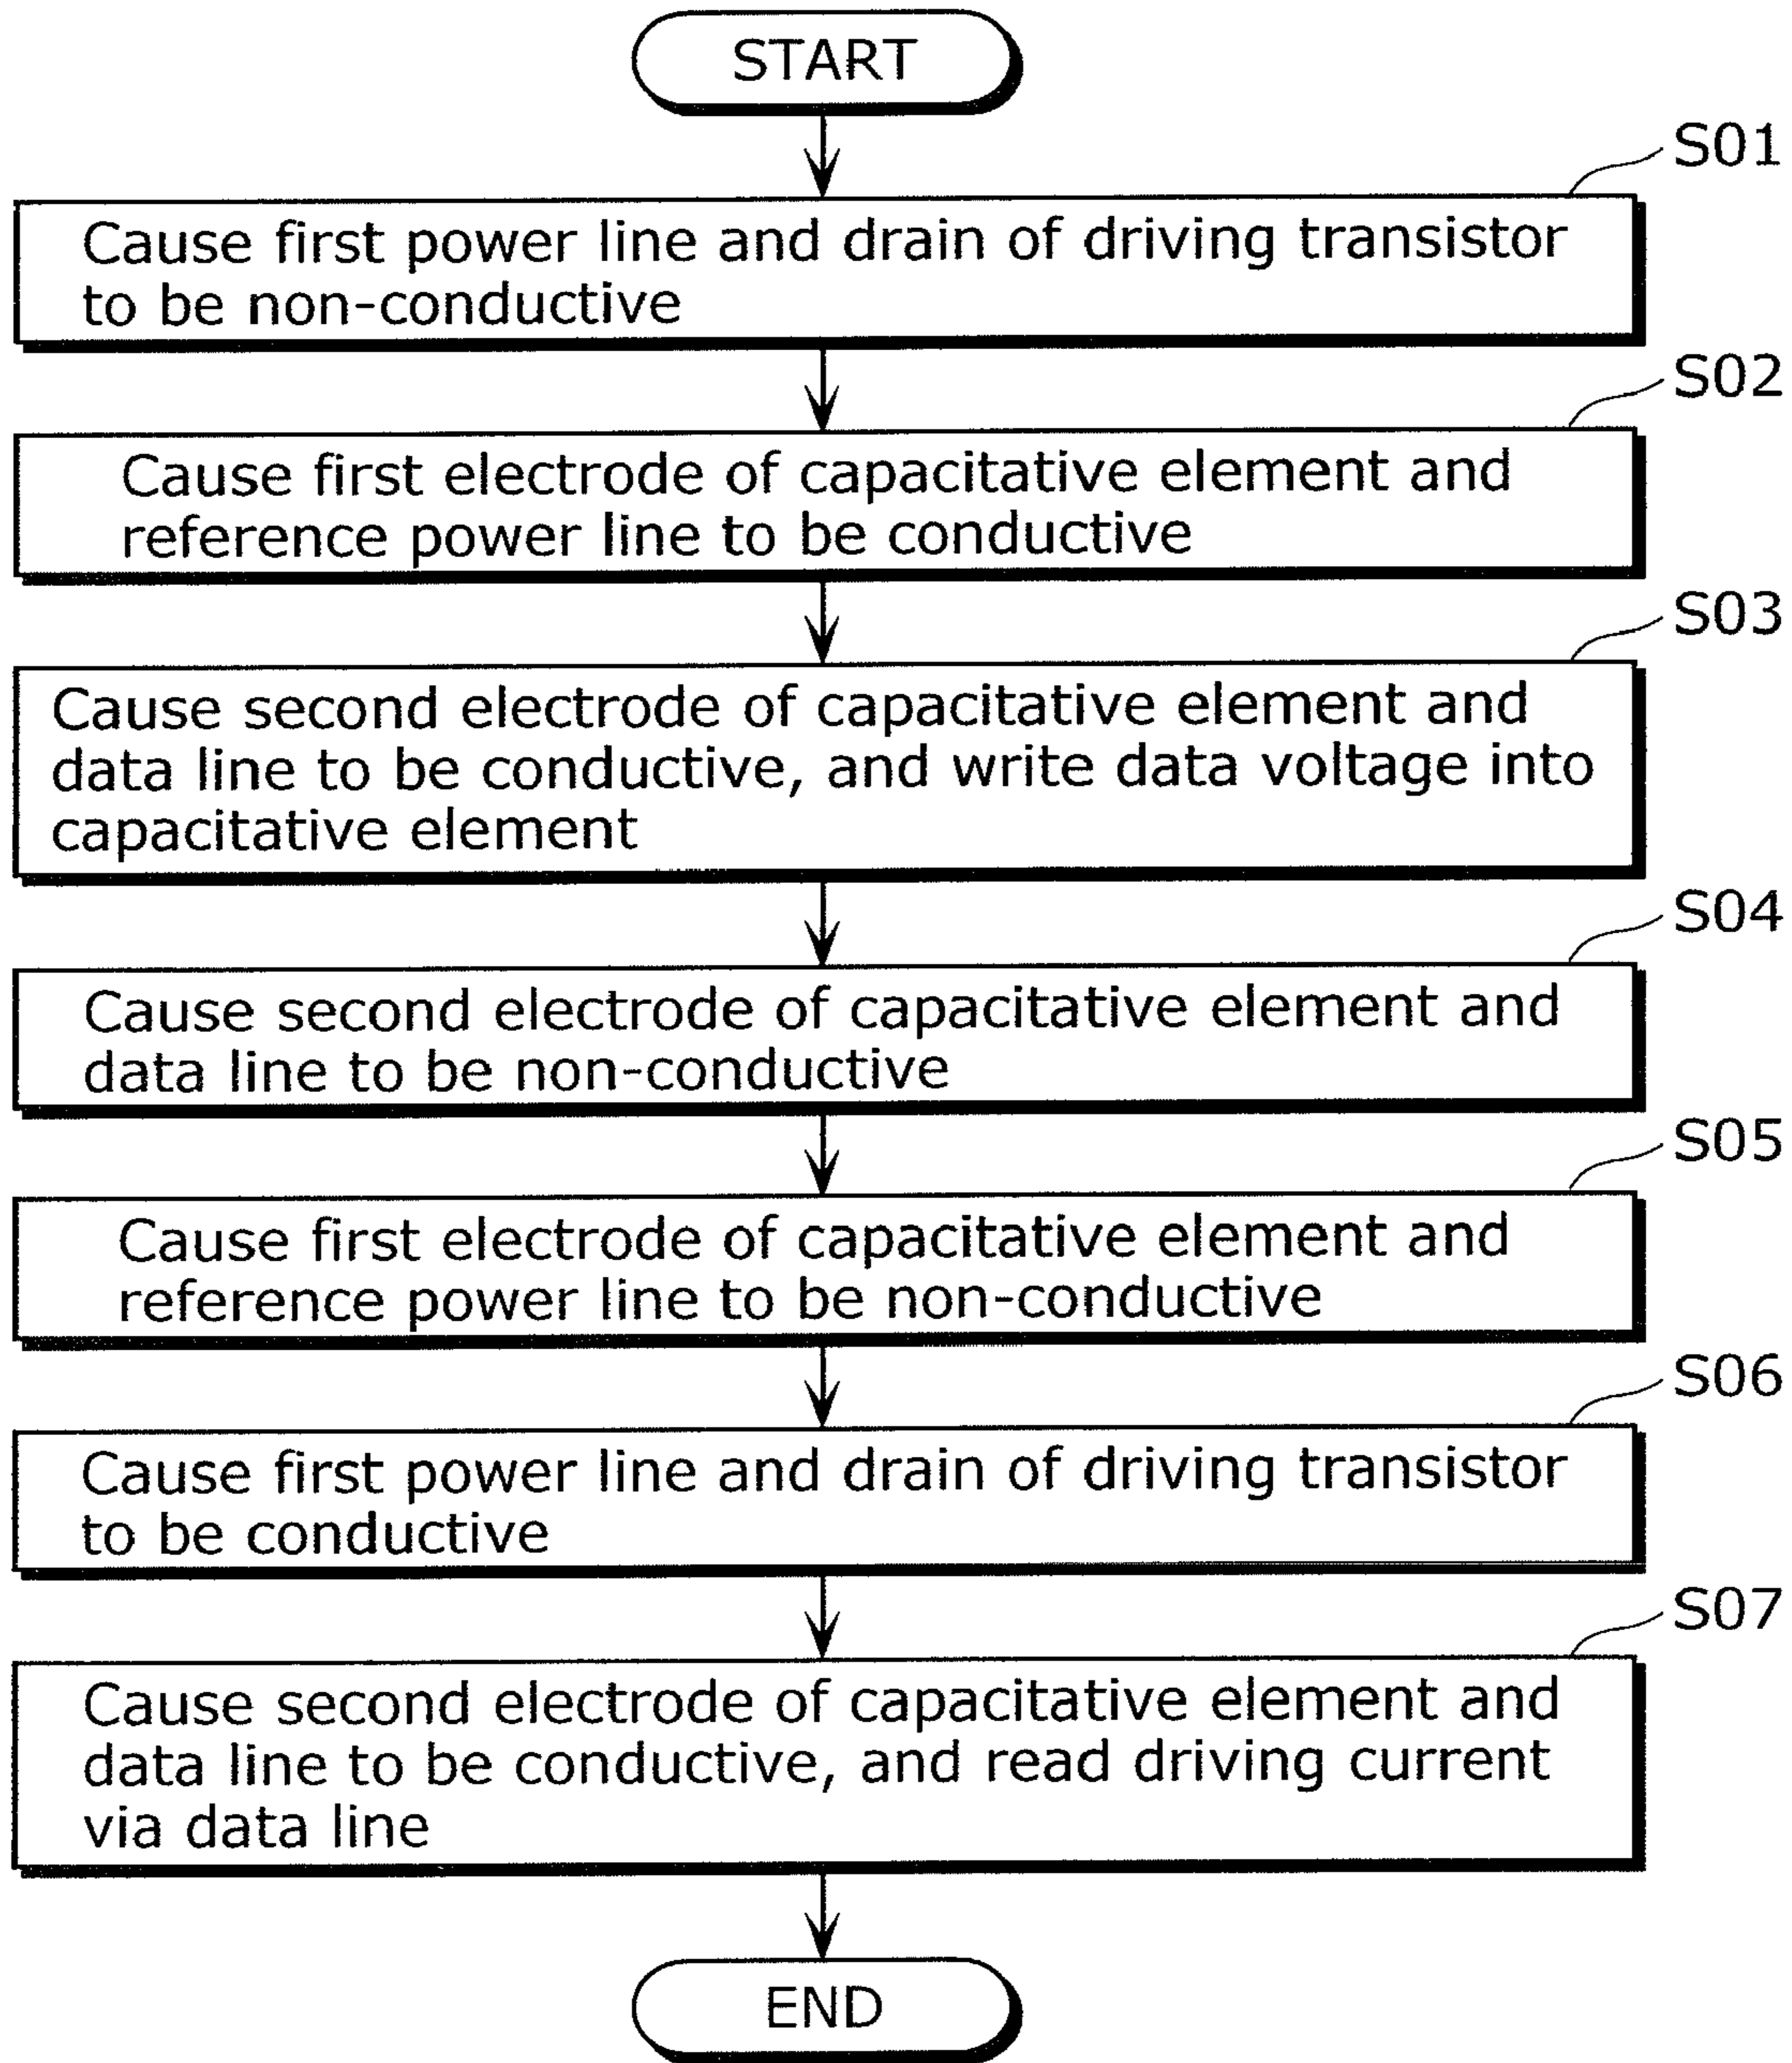 START
S01
Cause first power line and drain of driving transistor
to be non-conductive
S02
Cause first electrode of capacitative element and
reference power line to be conductive
S03
Cause second electrode of capacitative element and
data line to be conductive, and write data voltage into
capacitative element
S04
Cause second electrode of capacitative element and
data line to be non-conductive
S05
Cause first electrode of capacitative element and
reference power line to be non-conductive
S06
Cause first power line and drain of driving transistor
to be conductive
S07
Cause second electrode of capacitative element and
data line to be conductive, and read driving current
via data line
END